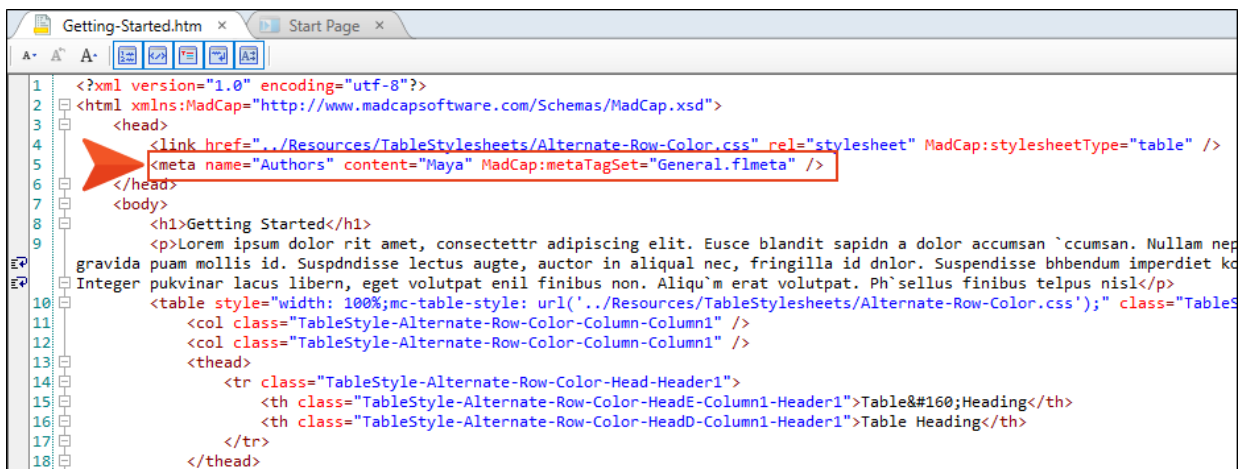 Getting-Started.htm × Start Page ×
A- A A-
1 <?xml version="1.0" encoding="utf-8"?>
2 <html xmlns:MadCap="http://www.madcapsoftware.com/Schemas/MadCap.xsd">
3 <head>
4 <link href="../Resources/TableStylesheets/Alternate-Row-Color.css" rel="stylesheet" MadCap:stylesheetType="table" />
5 <meta name="Authors" content="Maya" MadCap:metaTagSet="General.flmeta" />
6 </head>
7 <body>
8 <h1>Getting Started</h1>
9 <p>Lorem ipsum dolor rit amet, consectettr adipiscing elit. Eusce blandit sapidn a dolor accumsan `ccumsan. Nullam nep
gravida puam mollis id. Suspdndisse lectus augte, auctor in aliqual nec, fringilla id dnlor. Suspendisse bhbendum imperdiet ko
Integer pukvinar lacus libern, eget volutpat enil finibus non. Aliqu`m erat volutpat. Ph`sellus finibus telpus nisl</p>
10 <table style="width: 100%;mc-table-style: url('../Resources/TableStylesheets/Alternate-Row-Color.css');" class="TableS
11 <col class="TableStyle-Alternate-Row-Color-Column-Column1" />
12 <col class="TableStyle-Alternate-Row-Color-Column-Column1" />
13 <thead>
14 <tr class="TableStyle-Alternate-Row-Color-Head-Header1">
15 <th class="TableStyle-Alternate-Row-Color-HeadE-Column1-Header1">Table&#160;Heading</th>
16 <th class="TableStyle-Alternate-Row-Color-HeadD-Column1-Header1">Table Heading</th>
17 </tr>
18 </thead>